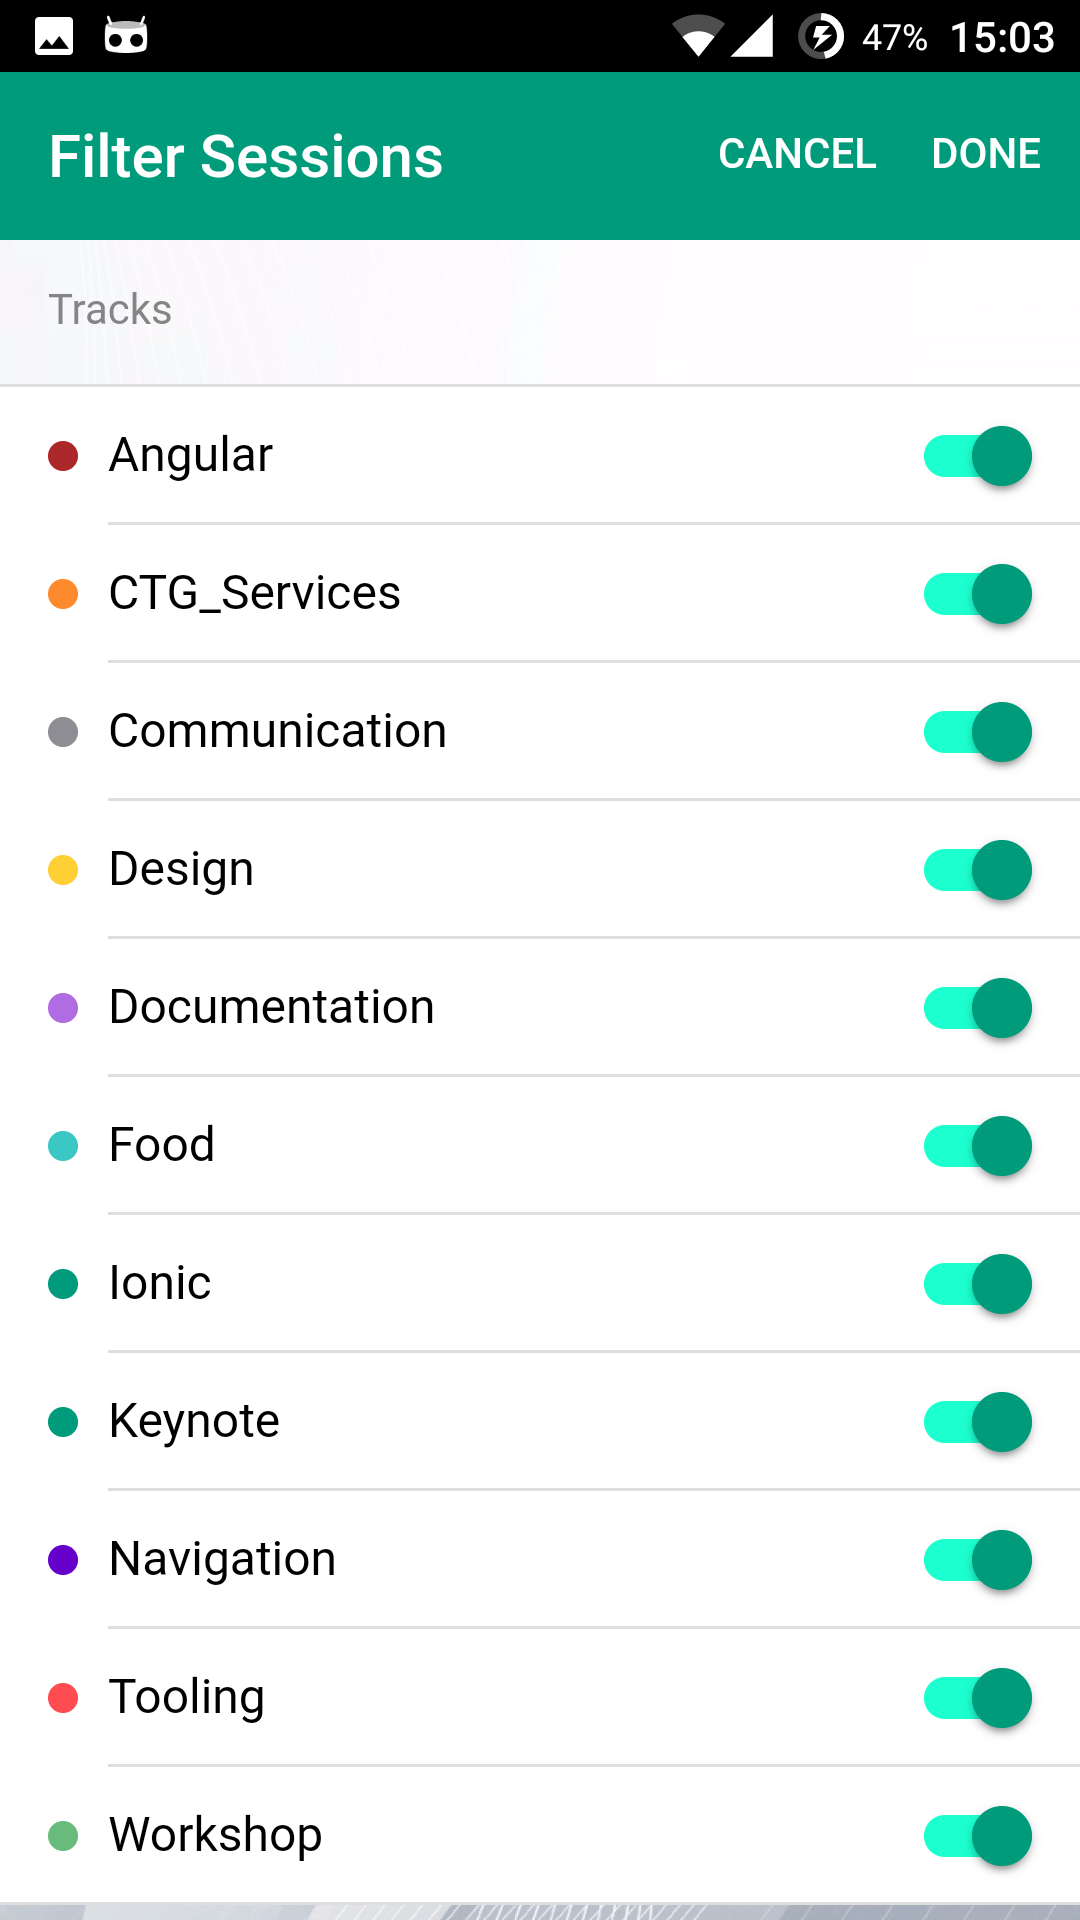 47% 15:03
Filter Sessions CANCEL DONE
Tracks
Angular
CTG_Services
Communication
Design
Documentation
Food
Ionic
Keynote
Navigation
Tooling
Workshop